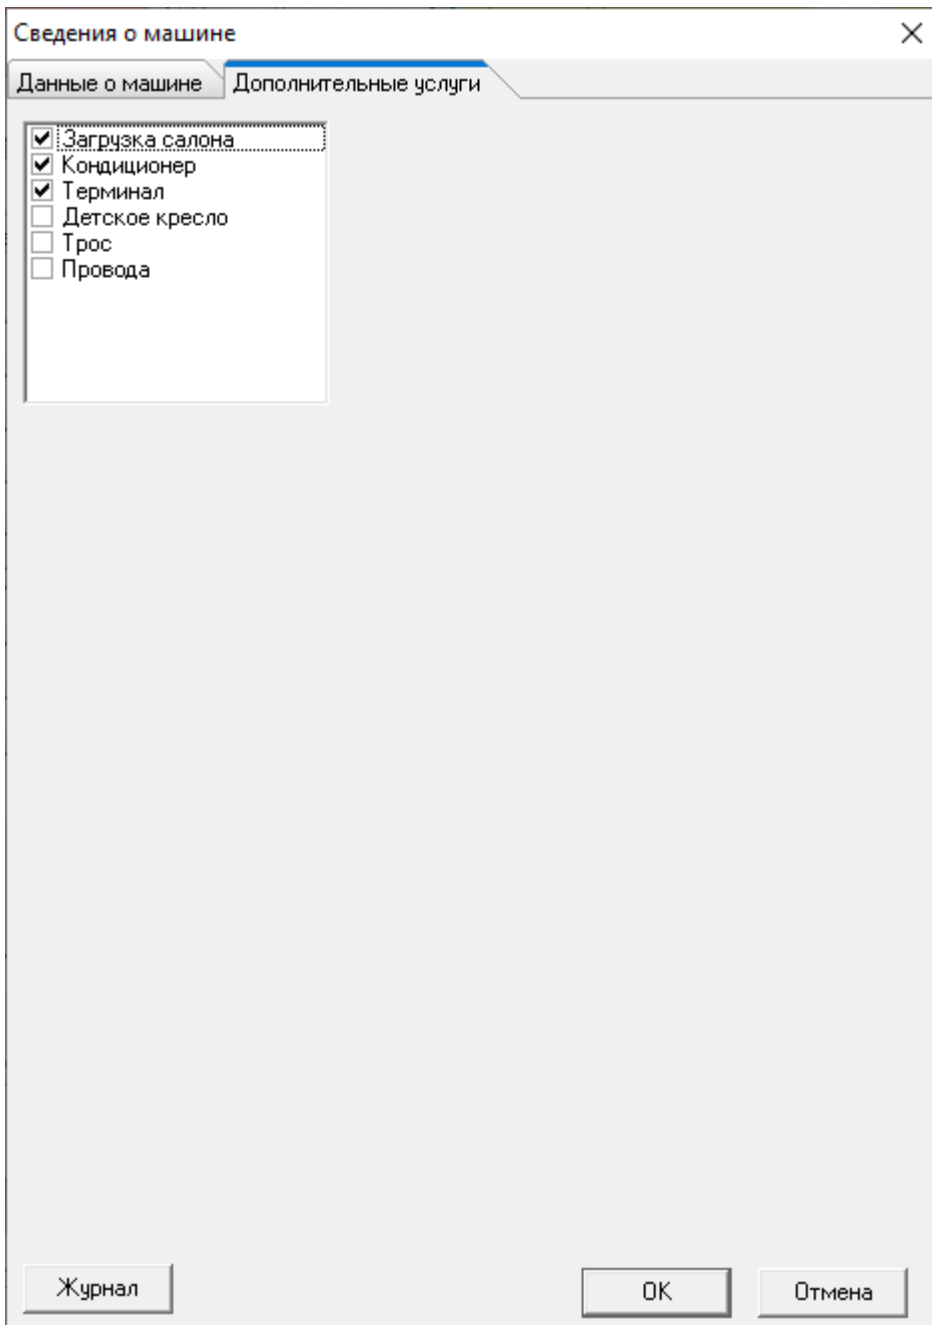 Сведения о машине
Данные о машине
Дополнительные услуги
Загрузка салона
Кондиционер
Терминал
Детское кресло
Трос
Провода
Журнал
OK
Отмена